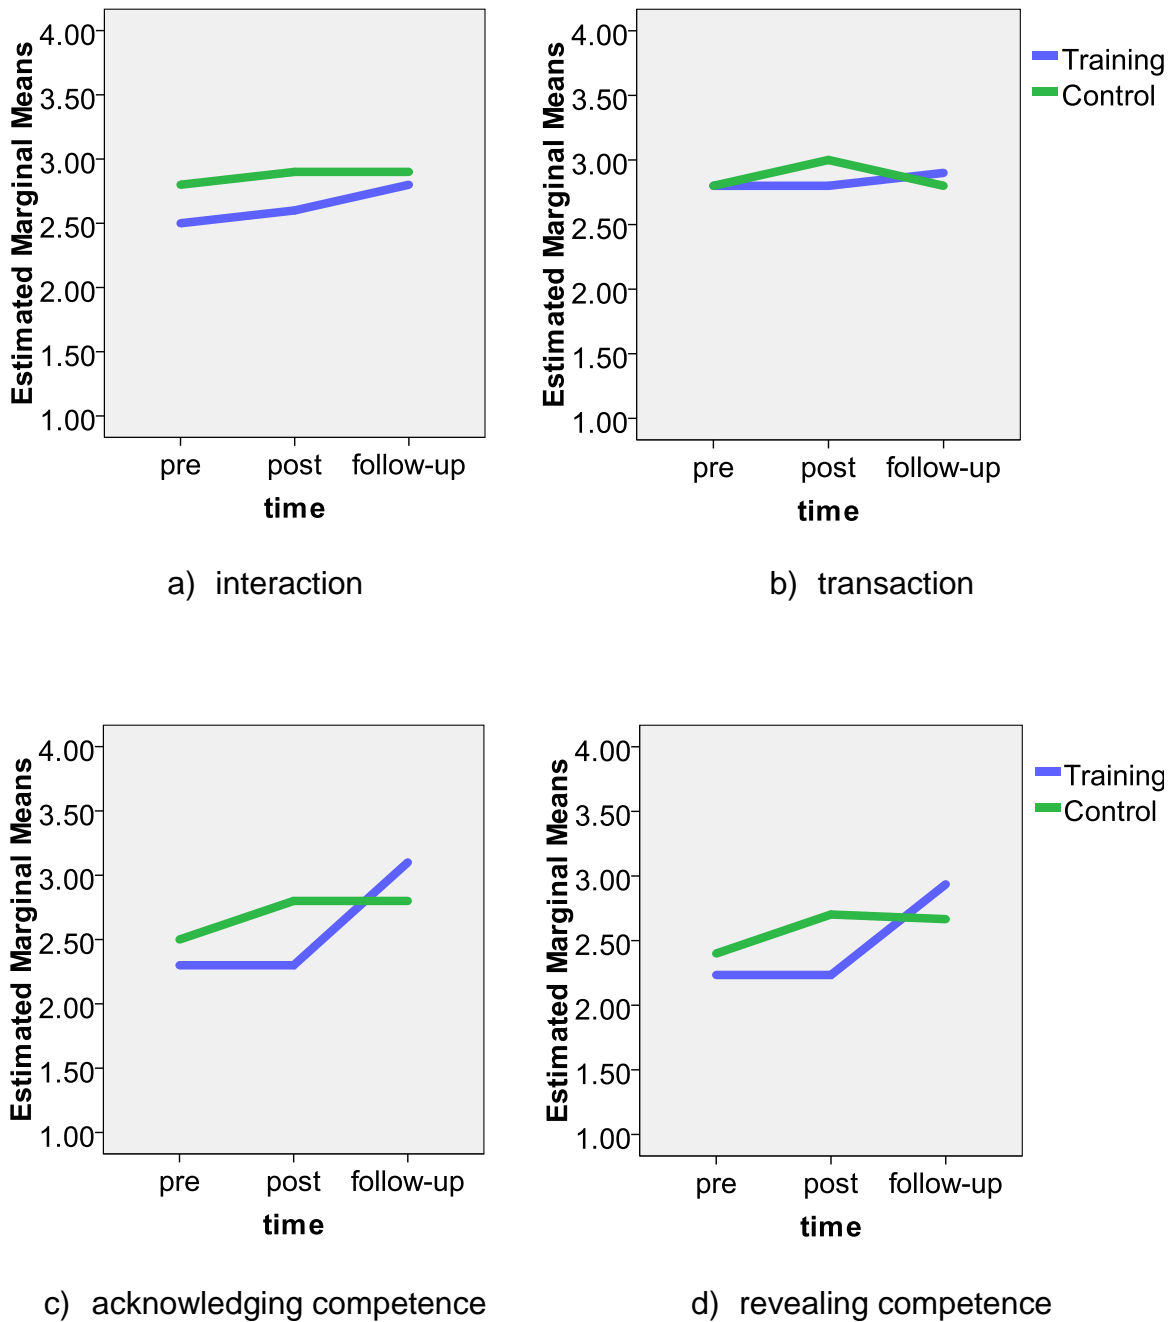 Estimated Marginal Means
4.00
3.50
3.00
2.50
2.00
1.50
1.00
pre post follow-up
time
a) interaction
Estimated Marginal Means
4.00
3.50
3.00
2.50
2.00
1.50
1.00
pre post follow-up
time
Training
Control
b) transaction
Estimated Marginal Means
4.00
3.50
3.00
2.50
2.00
1.50
1.00
pre post follow-up
time
c) acknowledging competence
Estimated Marginal Means
4.00
3.50
3.00
2.50
2.00
1.50
1.00
pre post follow-up
time
Training
Control
d) revealing competence